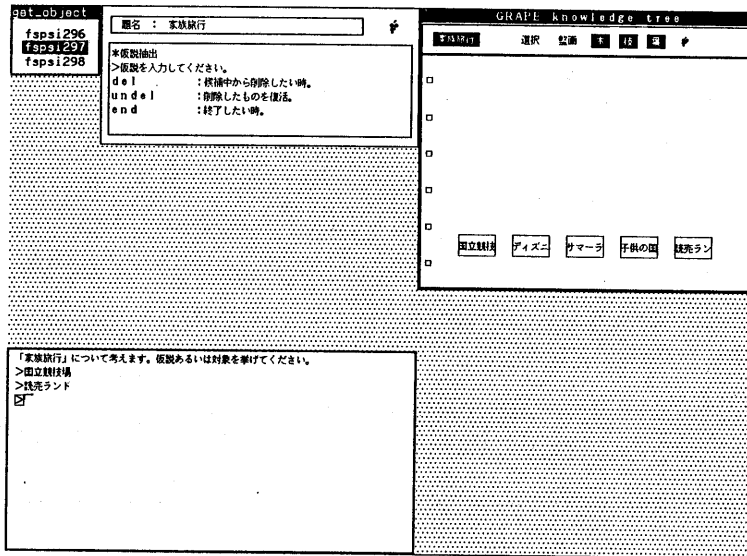 get_object
fspsi296
fspsi297
fspsi298
題名 : 家族旅行
*仮説抽出
>仮説を入力してください。
del :候補中から削除したい時。
undel :削除したものを復活。
end :終了したい時。
GRAPE knowledge tree
家族旅行 選択 整画 木 枝 葉
国立競技 ディズニ サマーラ 子供の国 読売ラン
「家族旅行」について考えます。仮説あるいは対象を挙げてください。
>国立競技場
>読売ランド
>